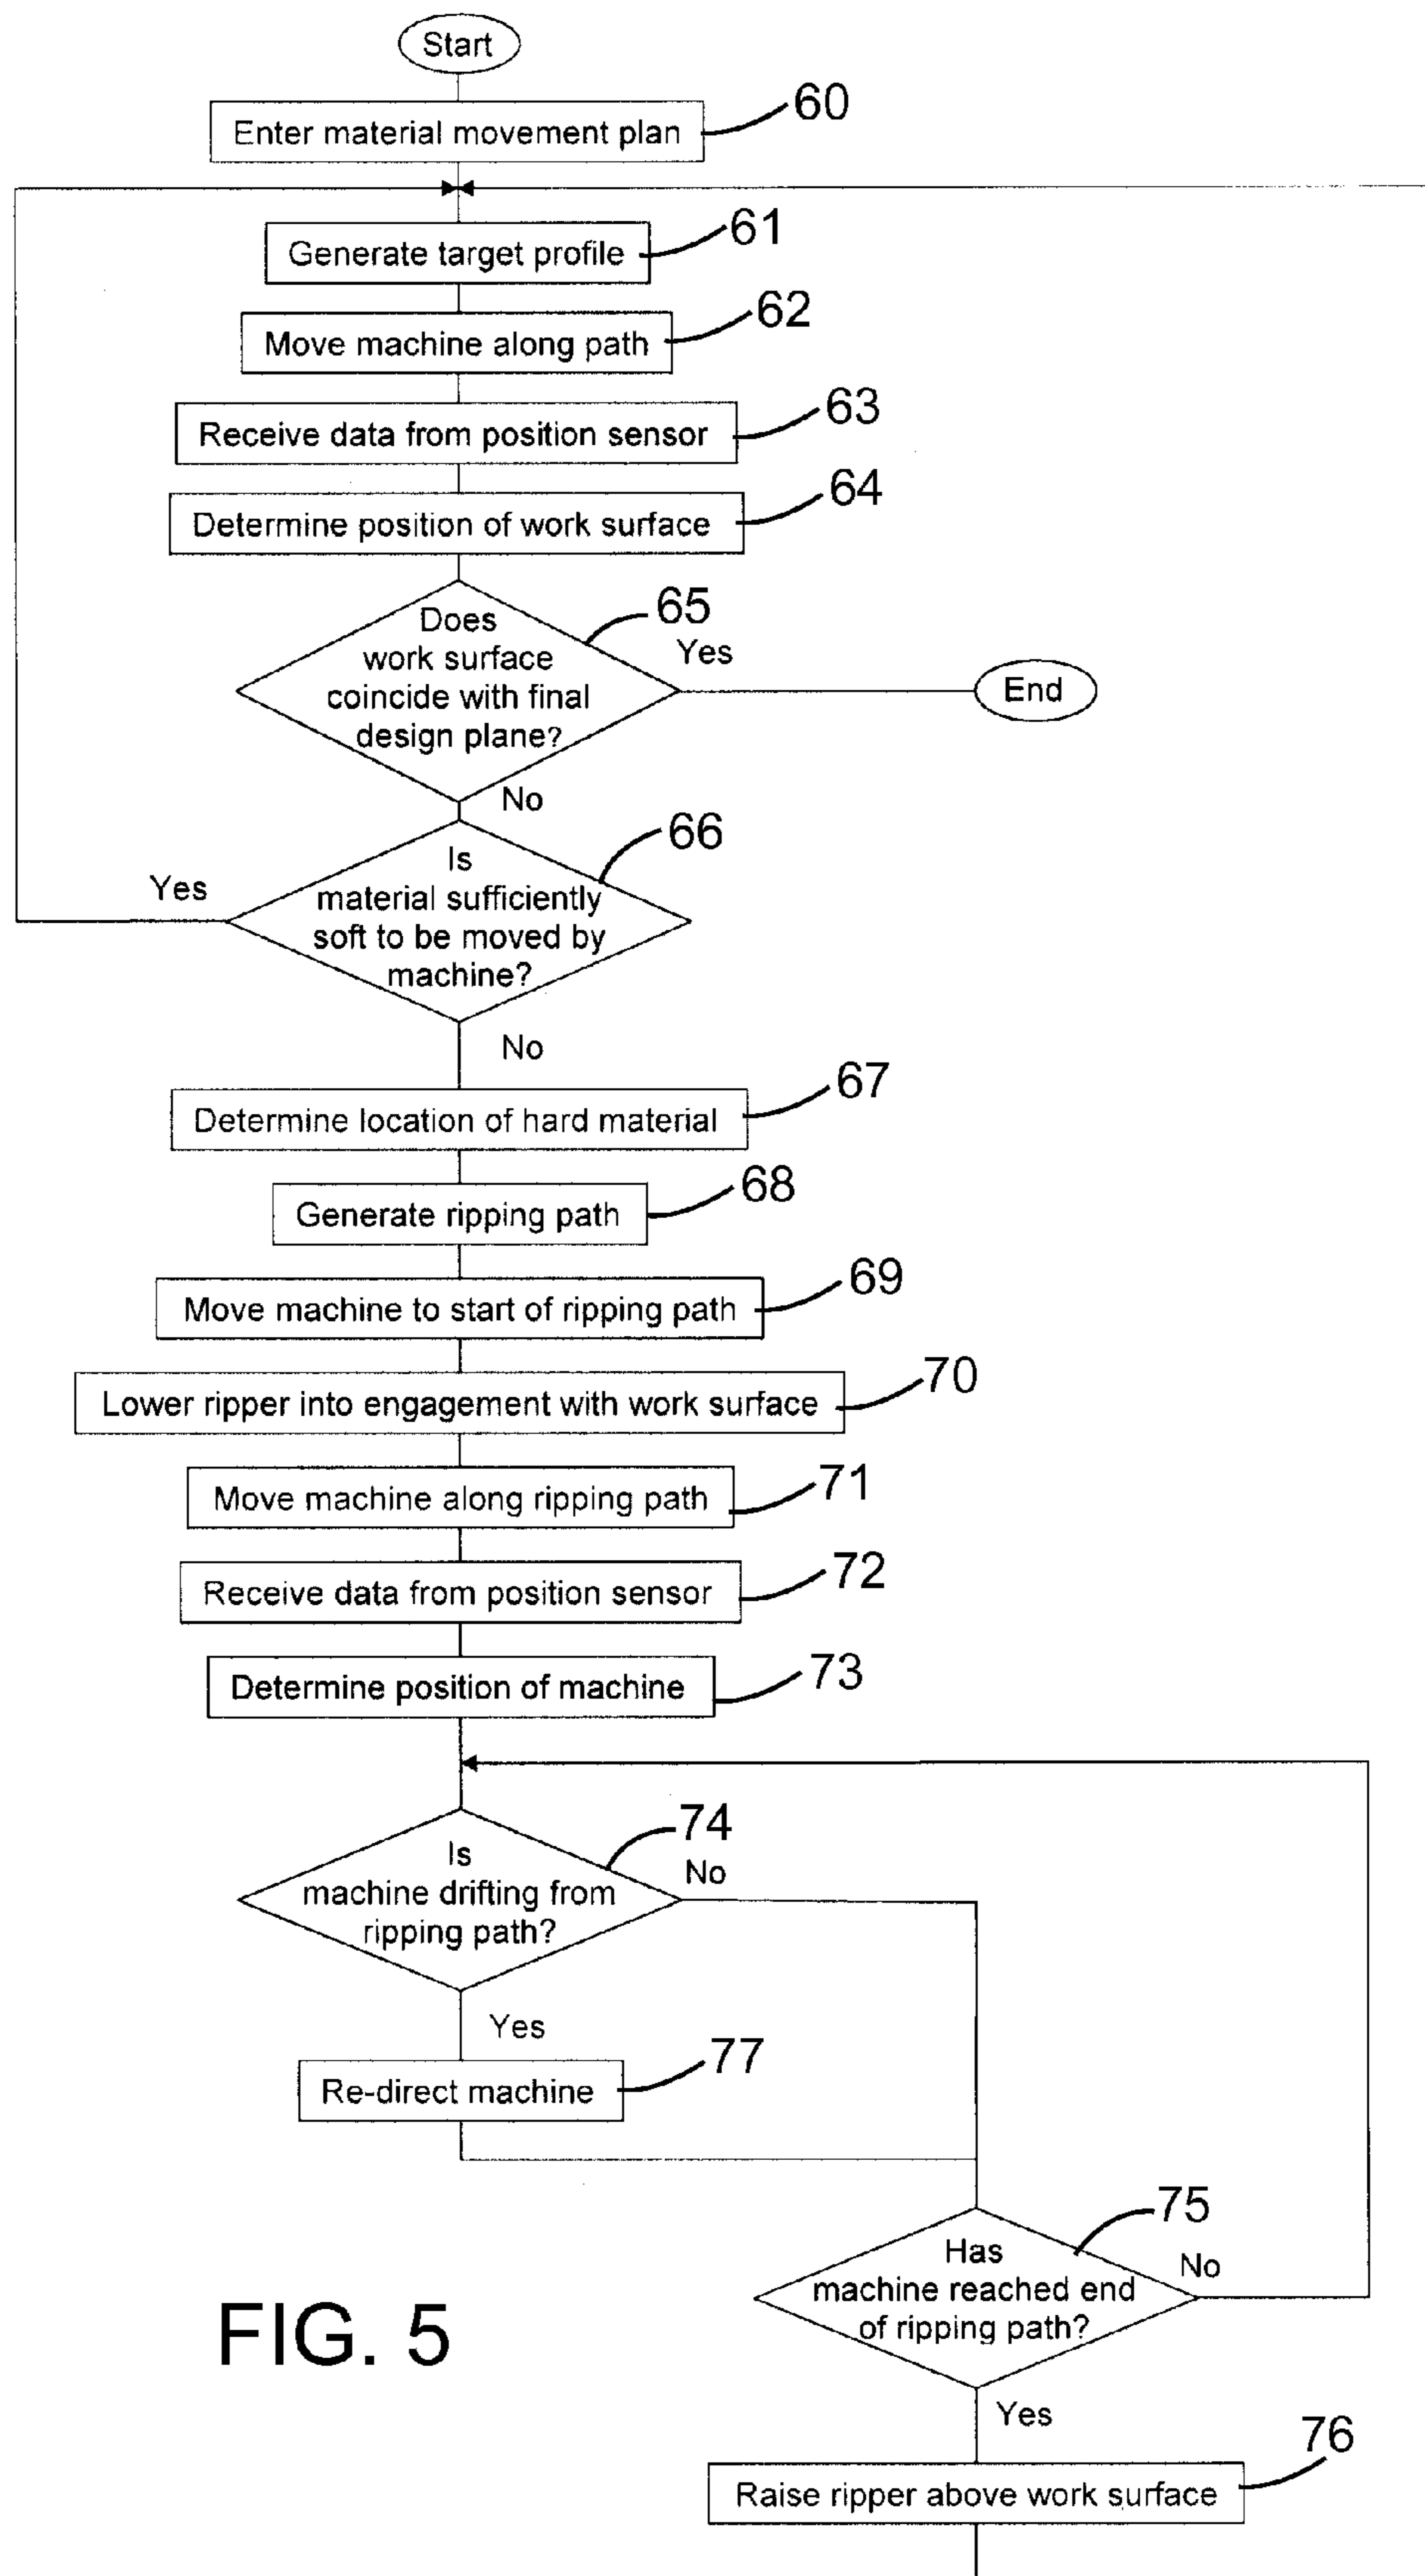 Start
Enter material movement plan
60
Generate target profile
61
Move machine along path
62
Receive data from position sensor
63
Determine position of work surface
64
Does
work surface
coincide with final
design plane?
65
Yes
End
No
Is
material sufficiently
soft to be moved by
machine?
66
Yes
No
Determine location of hard material
67
Generate ripping path
68
Move machine to start of ripping path
69
Lower ripper into engagement with work surface
70
Move machine along ripping path
71
Receive data from position sensor
72
Determine position of machine
73
Is
machine drifting from
ripping path?
74
No
Yes
Re-direct machine
77
Has
machine reached end
of ripping path?
75
No
Yes
Raise ripper above work surface
76
FIG. 5